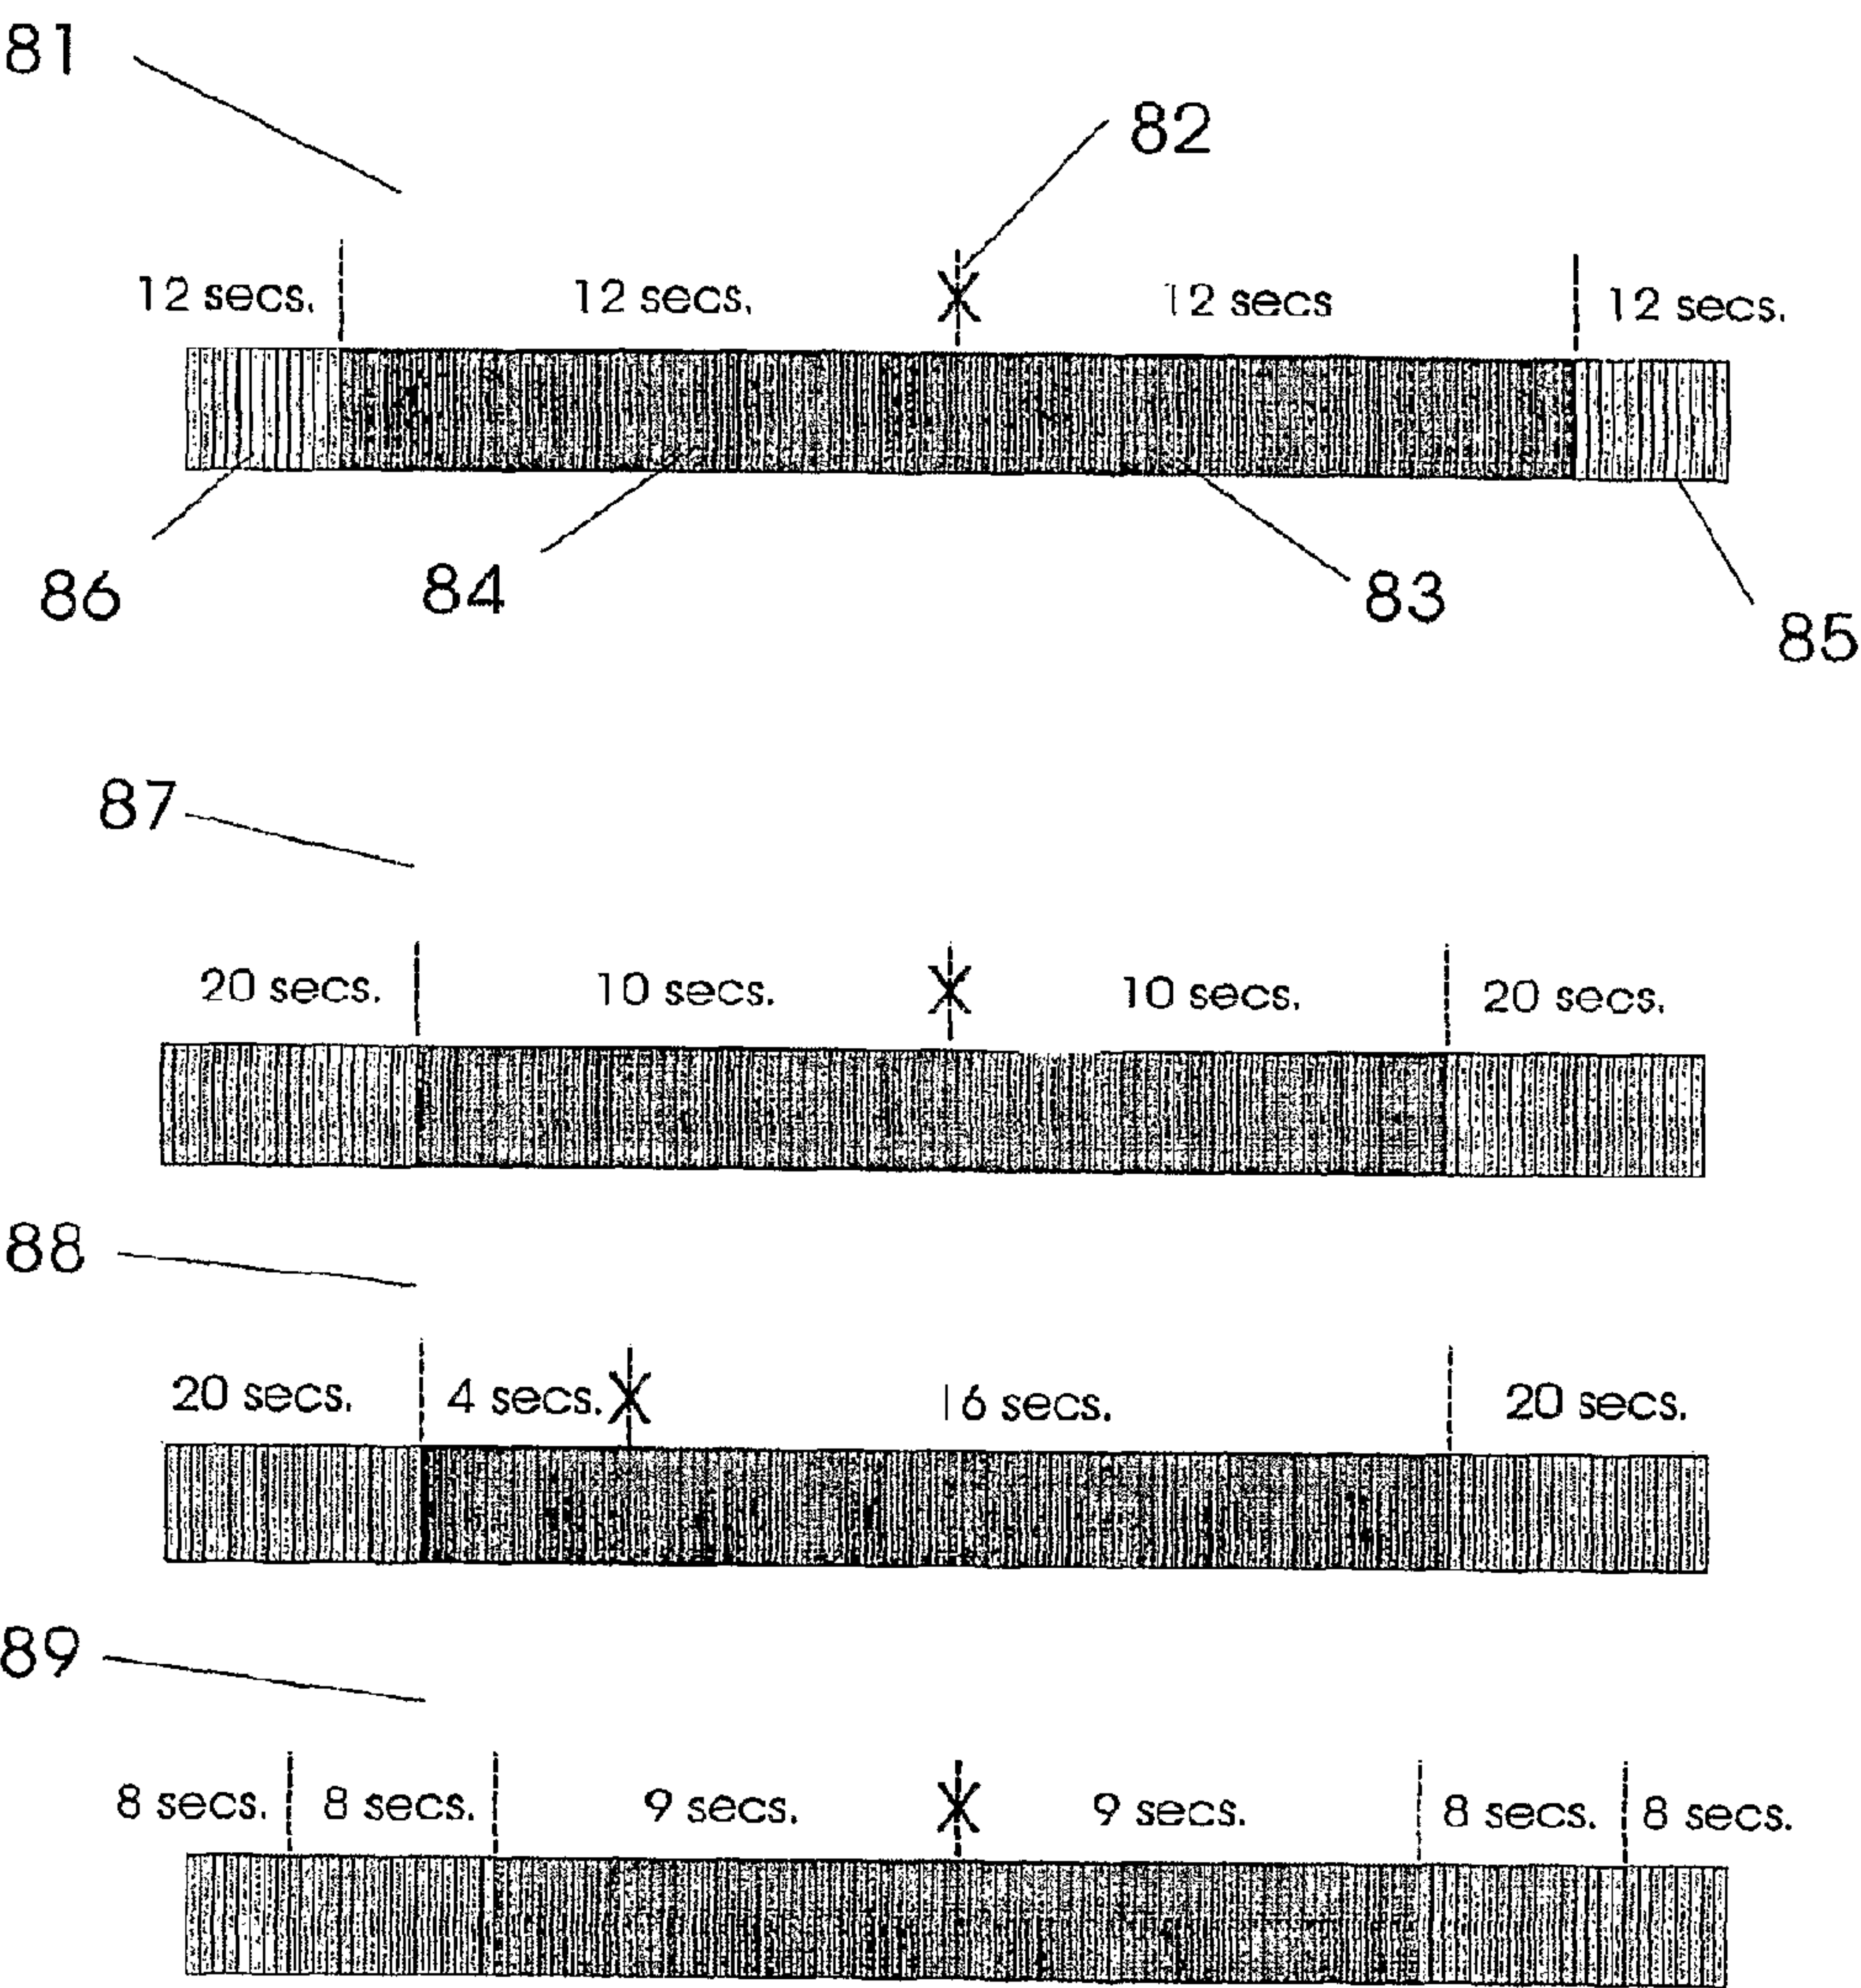 81
82
12 secs. 12 secs. 12 secs 12 secs.
86 84 83 85
87
20 secs. 10 secs. X 10 secs. 20 secs.
88
20 secs. 4 secs. X 16 secs. 20 secs.
89
8 secs. 8 secs. 9 secs. X 9 secs. 8 secs. 8 secs.